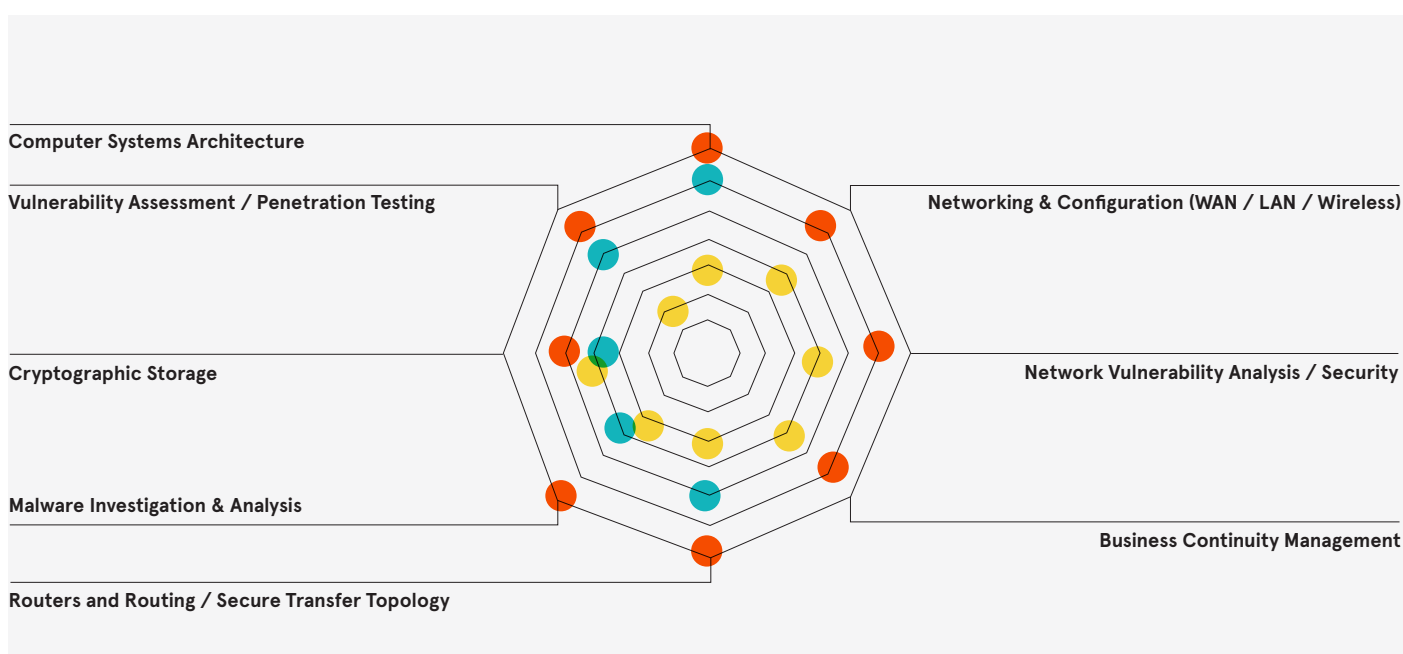 Computer Systems Architecture
Vulnerability Assessment / Penetration Testing
Networking & Configuration (WAN / LAN / Wireless)
Cryptographic Storage
Network Vulnerability Analysis / Security
Malware Investigation & Analysis
Business Continuity Management
Routers and Routing / Secure Transfer Topology